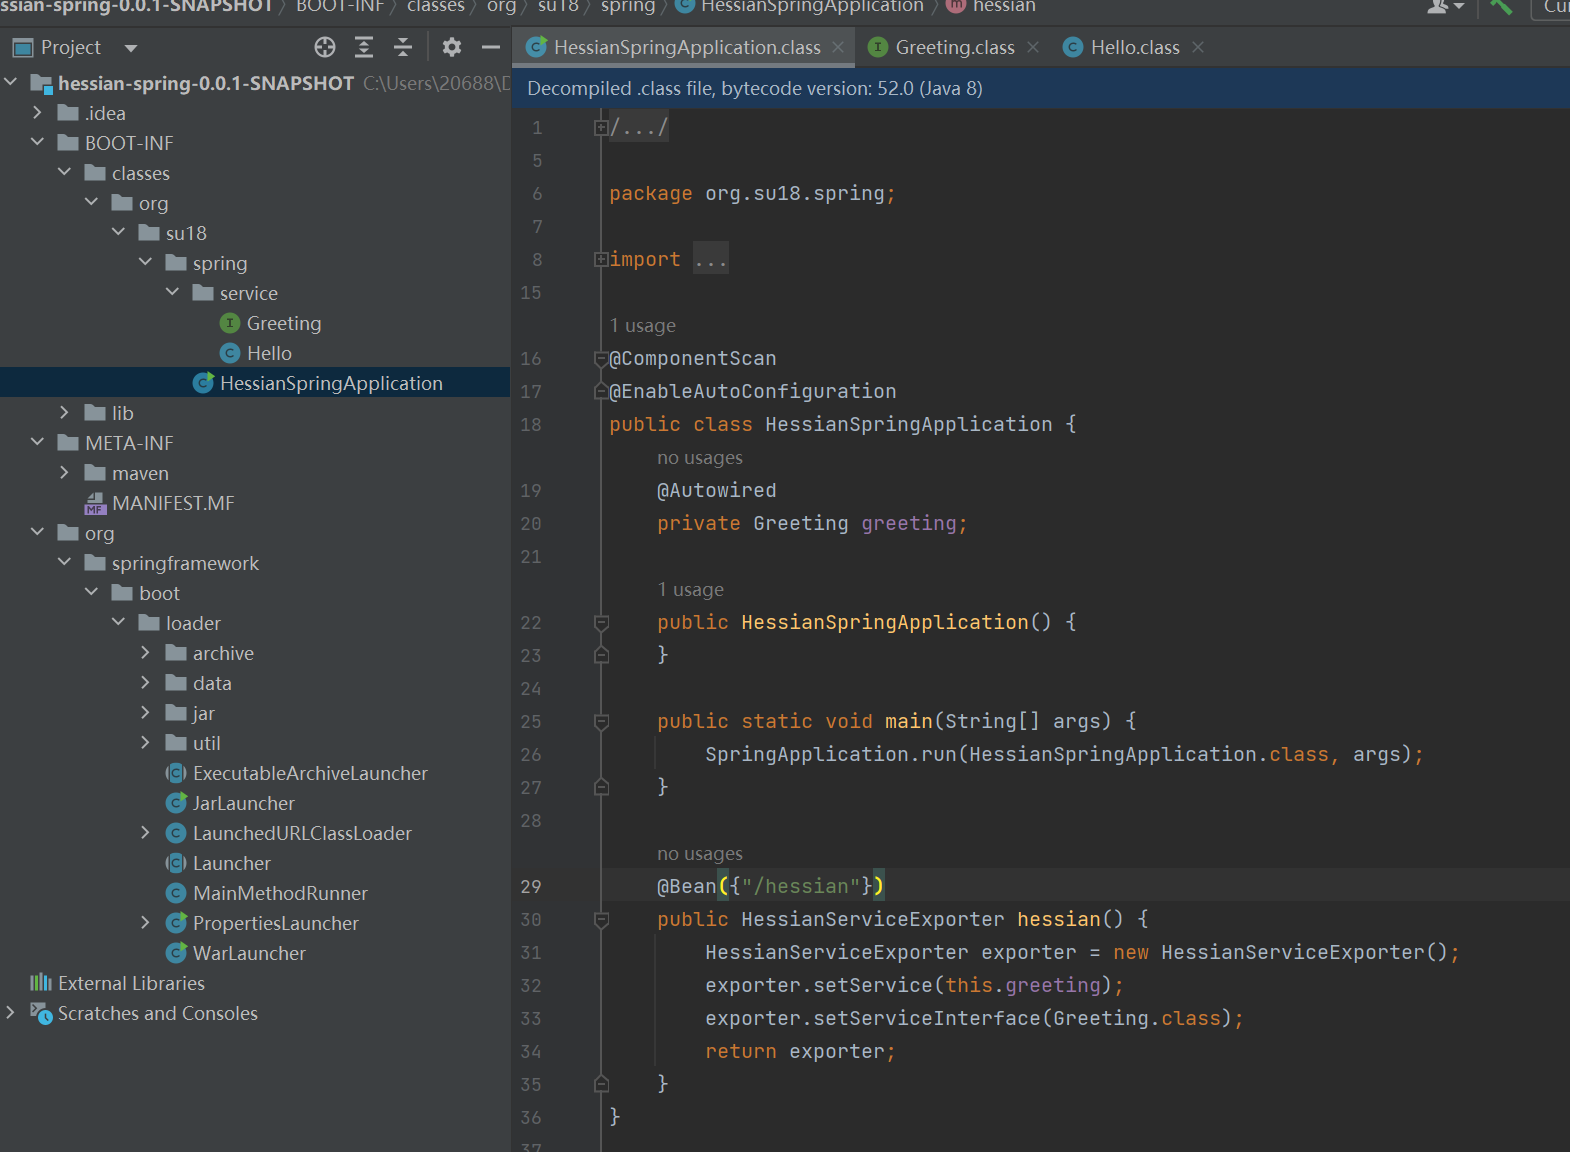 ssian-spring-0.0.1-SNAPSHOT 〉 BOOT-INF 〉 classes 〉 org 〉 su18 〉 spring 〉 HessianSpringApplication 〉 m hessian
Project
hessian-spring-0.0.1-SNAPSHOT C:\Users\20688\D
.idea
BOOT-INF
classes
org
su18
spring
service
Greeting
Hello
HessianSpringApplication
lib
META-INF
maven
MANIFEST.MF
org
springframework
boot
loader
archive
data
jar
util
ExecutableArchiveLauncher
JarLauncher
LaunchedURLClassLoader
Launcher
MainMethodRunner
PropertiesLauncher
WarLauncher
External Libraries
Scratches and Consoles
HessianSpringApplication.class Greeting.class Hello.class
Decompiled .class file, bytecode version: 52.0 (Java 8)
1 /.../
5
6 package org.su18.spring;
7
8 import ...
15
1 usage
16 @ComponentScan
17 @EnableAutoConfiguration
18 public class HessianSpringApplication {
no usages
19 @Autowired
20 private Greeting greeting;
21
1 usage
22 public HessianSpringApplication() {
23 }
24
25 public static void main(String[] args) {
26 SpringApplication.run(HessianSpringApplication.class, args);
27 }
28
no usages
29 @Bean({"/hessian"})
30 public HessianServiceExporter hessian() {
31 HessianServiceExporter exporter = new HessianServiceExporter();
32 exporter.setService(this.greeting);
33 exporter.setServiceInterface(Greeting.class);
34 return exporter;
35 }
36 }
37